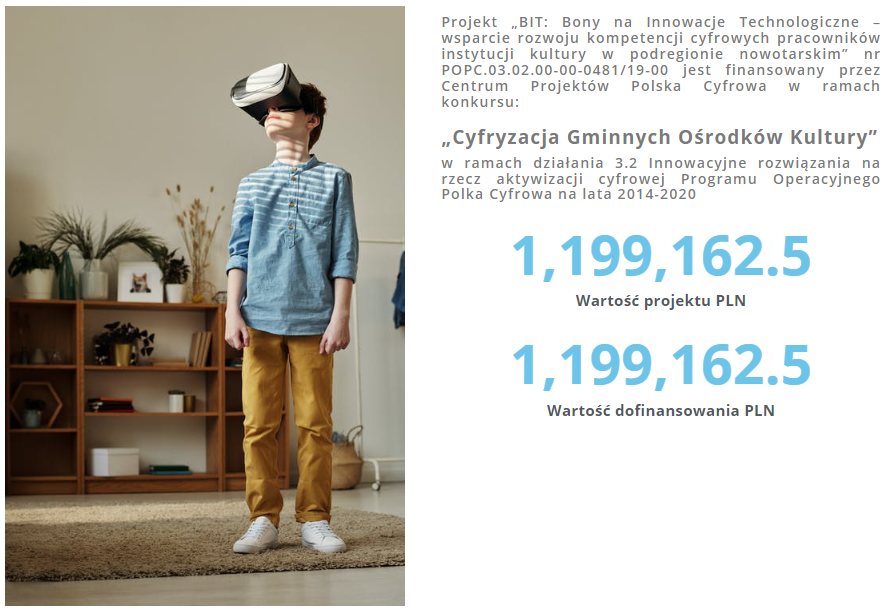 Projekt „BIT: Bony na Innowacje Technologiczne –
wsparcie rozwoju kompetencji cyfrowych pracowników
instytucji kultury w podregionie nowotarskim” nr
POPC.03.02.00-00-0481/19-00 jest finansowany przez
Centrum Projektów Polska Cyfrowa w ramach
konkursu:
„Cyfryzacja Gminnych Ośrodków Kultury”
w ramach działania 3.2 Innowacyjne rozwiązania na
rzecz aktywizacji cyfrowej Programu Operacyjnego
Polka Cyfrowa na lata 2014-2020
1,199,162.5
Wartość projektu PLN
1,199,162.5
Wartość dofinansowania PLN